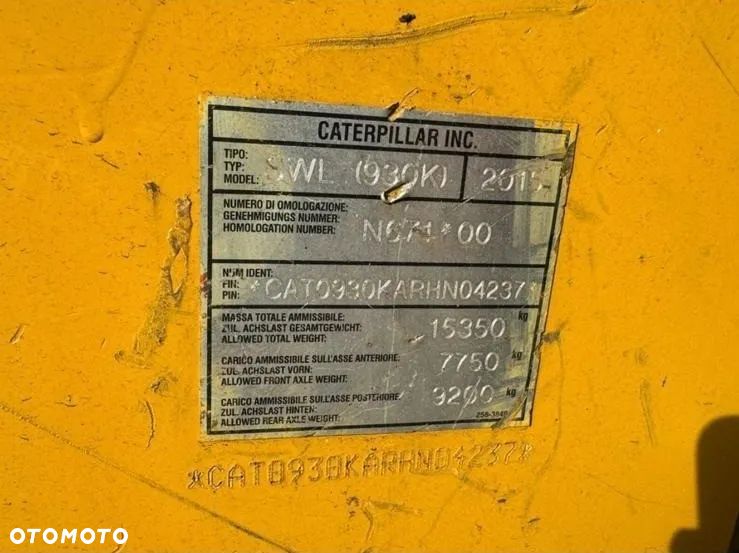 CATERPILLAR INC.
TIPO:
TYP:
MODEL: SWL (930K) 2015
NUMERO DI OMOLOGAZIONE:
GENEHMIGUNGS NUMMER:
HOMOLOGATION NUMBER: N671*00
NUM IDENT:
FIN:
PIN: *CAT0930KARHN04237*
MASSA TOTALE AMMISSIBILE:
ZUL. ACHSLAST GESAMTGEWICHT: 15350 kg
ALLOWED TOTAL WEIGHT:
CARICO AMMISSIBILE SULL'ASSE ANTERIORE:
ZUL. ACHSLAST VORN: 7750 kg
ALLOWED FRONT AXLE WEIGHT:
CARICO AMMISSIBILE SULL'ASSE POSTERIORE:
ZUL. ACHSLAST HINTEN: 9200 kg
ALLOWED REAR AXLE WEIGHT:
*CAT0930KARHN04237*
OTOMOTO